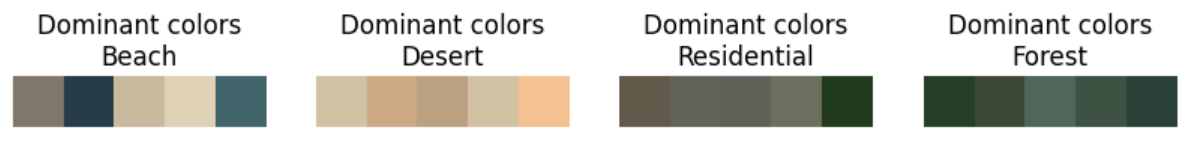 Dominant colors
Beach
Dominant colors
Desert
Dominant colors
Residential
Dominant colors
Forest